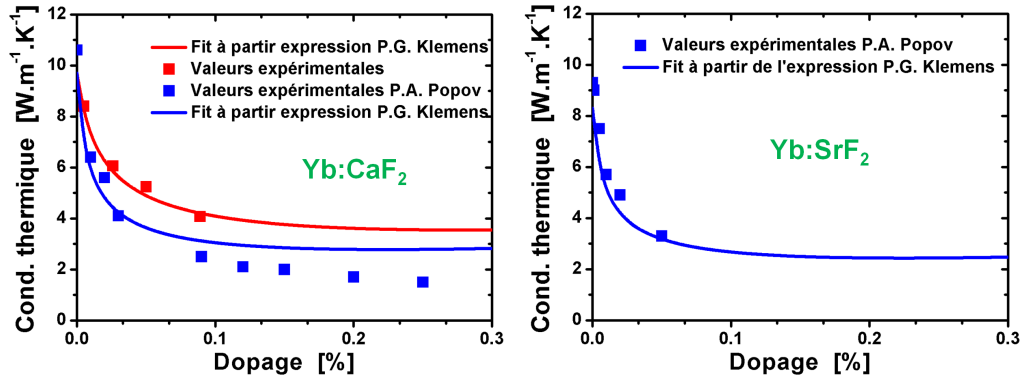 Fit à partir expression P.G. Klemens
Valeurs expérimentales
Valeurs expérimentales P.A. Popov
Fit à partir expression P.G. Klemens
Yb:CaF2
Cond. thermique [W.m-1.K-1]
12
10
8
6
4
2
0
0.0
0.1
0.2
0.3
Dopage [%]
Valeurs expérimentales P.A. Popov
Fit à partir de l'expression P.G. Klemens
Yb:SrF2
Cond. thermique [W.m-1.K-1]
12
10
8
6
4
2
0
0.0
0.1
0.2
0.3
Dopage [%]